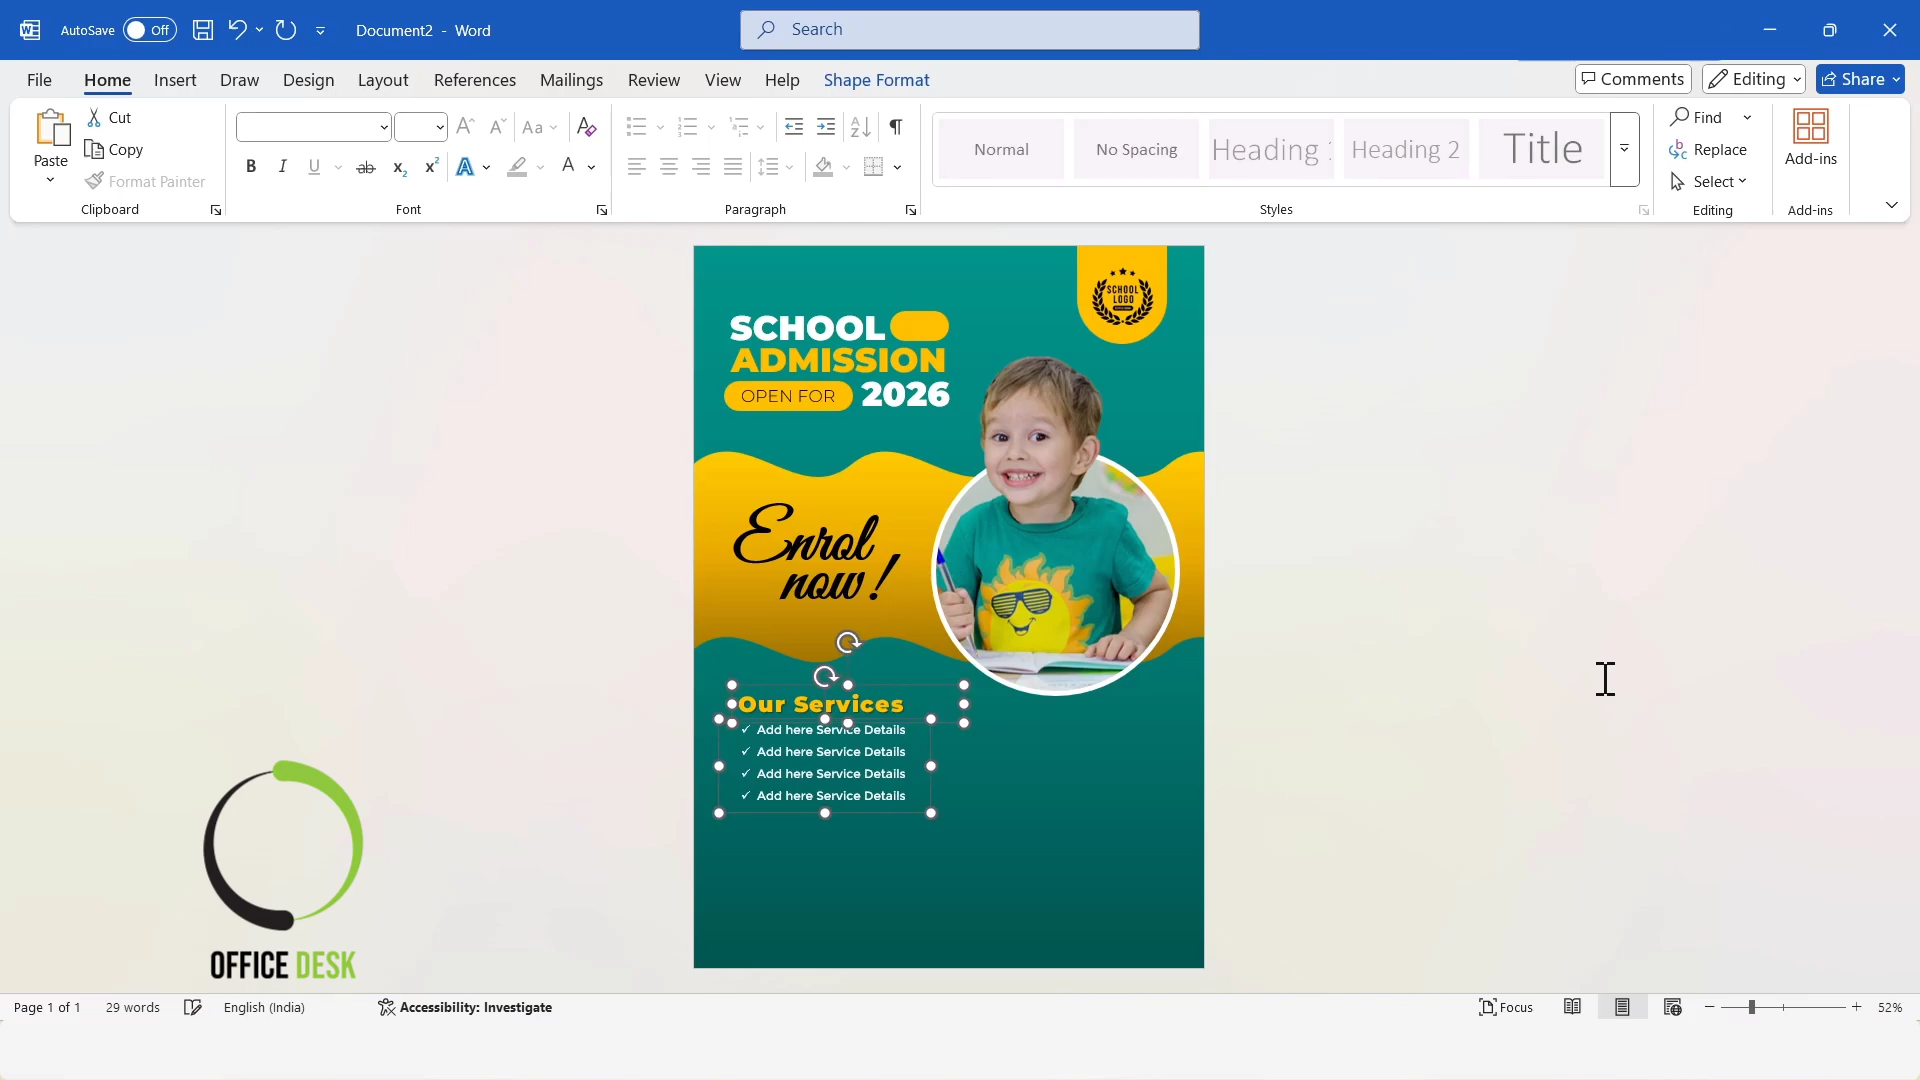 AutoSave Off Document2 - Word Search
File Home Insert Draw Design Layout References Mailings Review View Help Shape Format Comments Editing Share
Paste Cut Copy Format Painter Clipboard
Aa B I U ab x₂ x² A A Font
Paragraph
Normal No Spacing Heading 1 Heading 2 Title Styles
Find Replace Select Editing
Add-ins Add-ins
SCHOOL LOGO
SCHOOL
ADMISSION
OPEN FOR 2026
Enrol
now!
Our Services
✓ Add here Service Details
✓ Add here Service Details
✓ Add here Service Details
✓ Add here Service Details
OFFICE DESK
Page 1 of 1 29 words English (India) Accessibility: Investigate Focus 52%